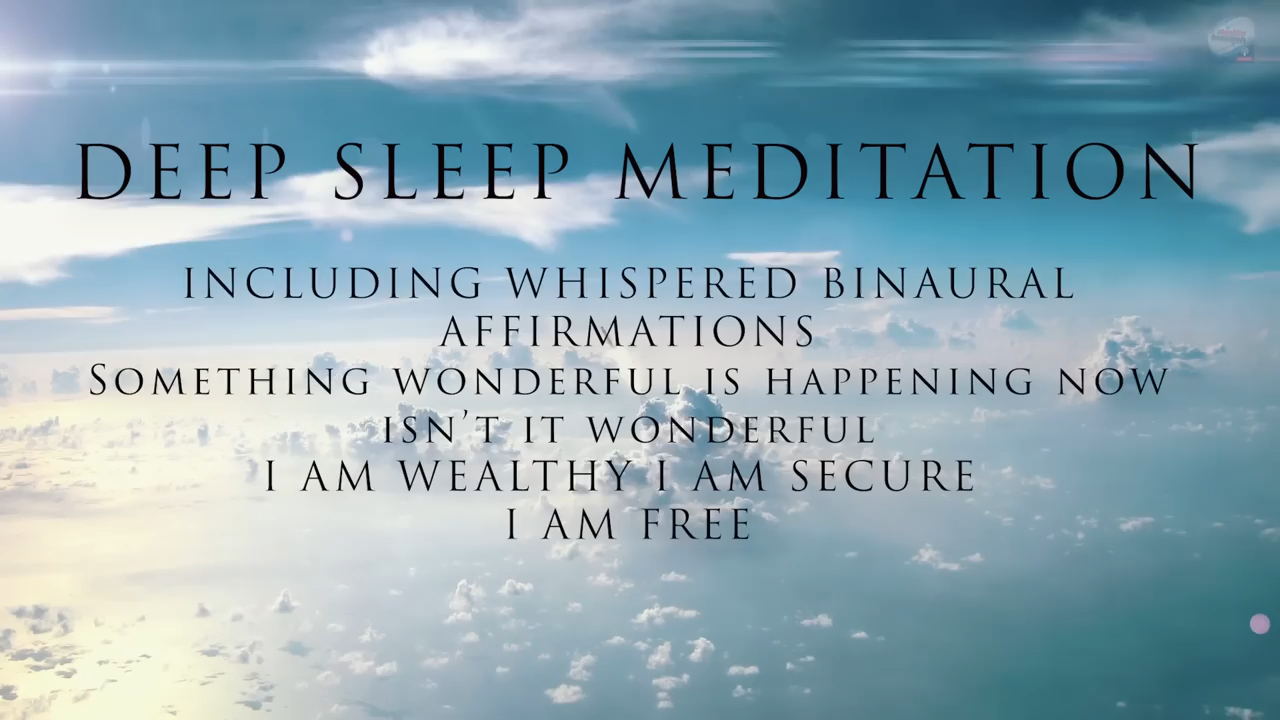 DEEP SLEEP MEDITATION
INCLUDING WHISPERED BINAURAL
AFFIRMATIONS
SOMETHING WONDERFUL IS HAPPENING NOW
ISN'T IT WONDERFUL
I AM WEALTHY I AM SECURE
I AM FREE